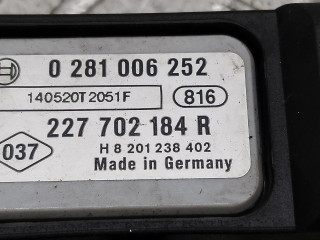 0 281 006 252
140520T2051F 816
227 702 184 R
037 H 8 201 238 402
Made in Germany